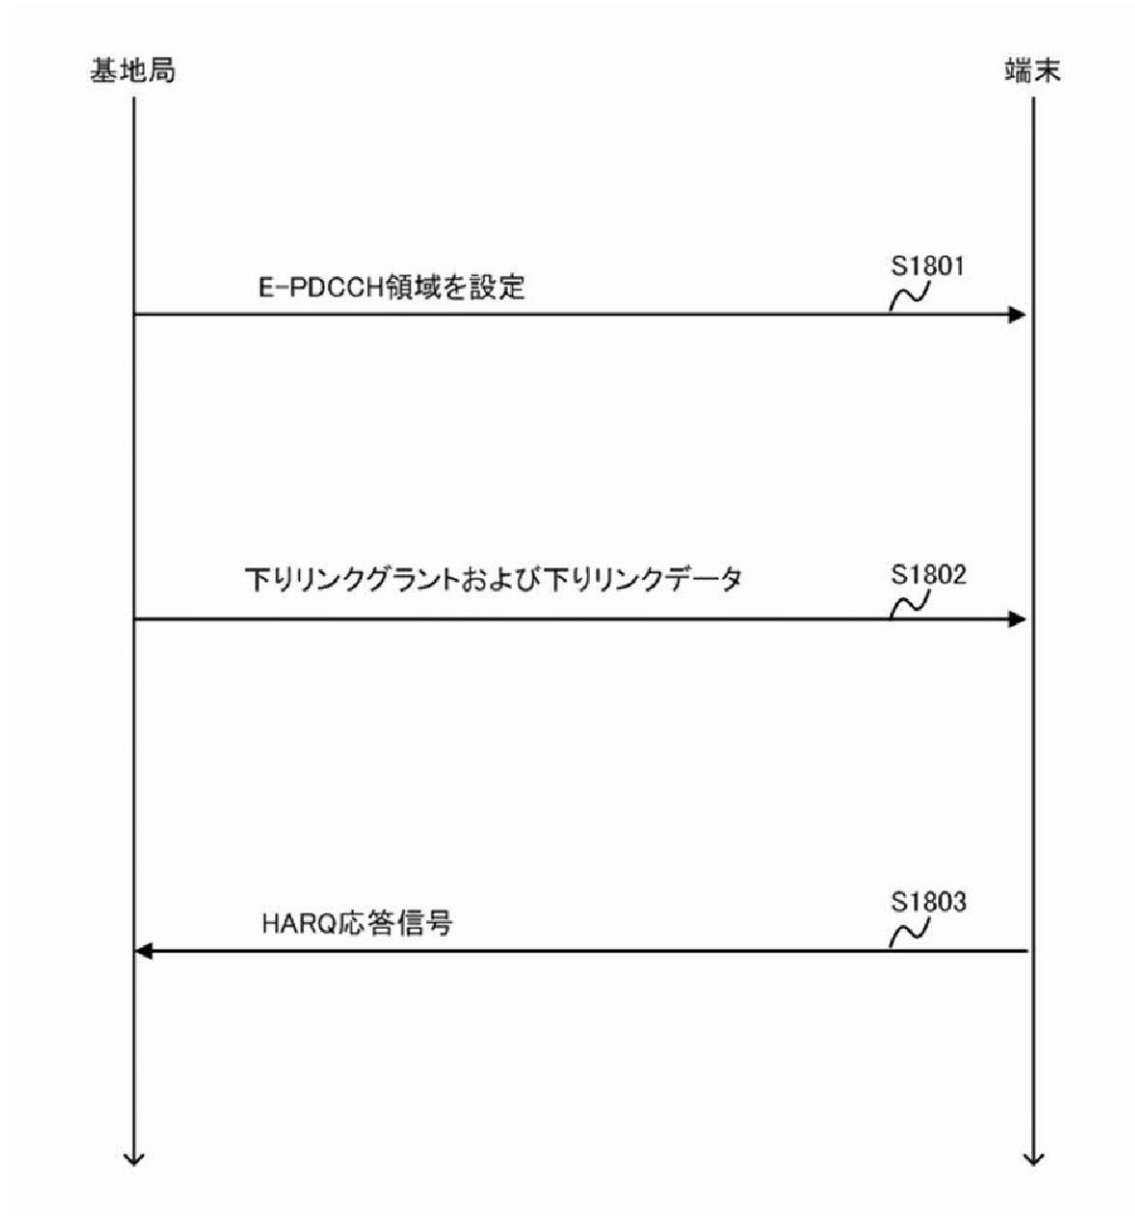 基地局
端末
E-PDCCH領域を設定
S1801
下りリンクグラントおよび下りリンクデータ
S1802
HARQ応答信号
S1803